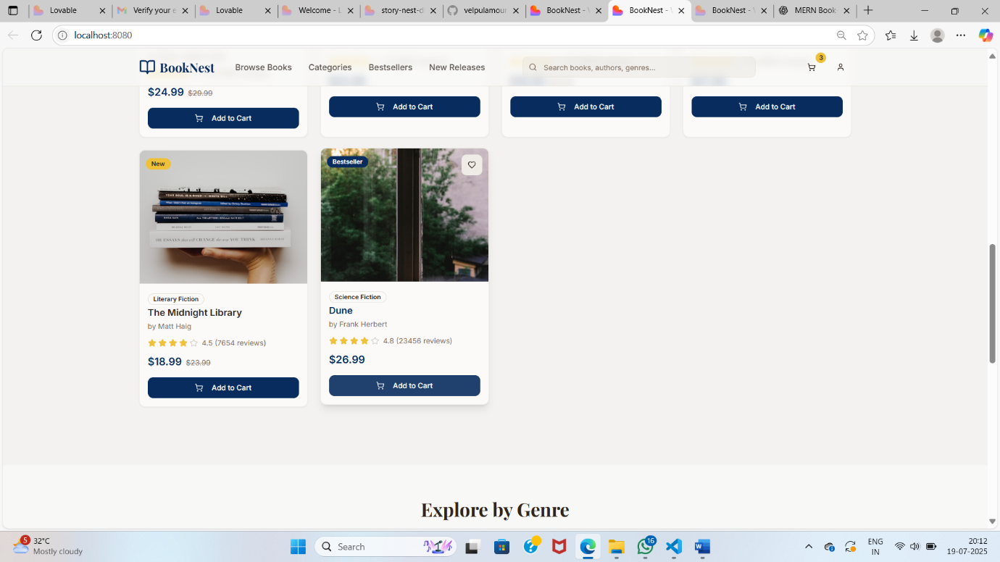 Lovable
Verify your e
Lovable
Welcome - L
story-nest-d
velpulamour
BookNest - V
BookNest - V
BookNest - V
MERN Book
localhost:8080
BookNest
Browse Books
Categories
Bestsellers
New Releases
Search books, authors, genres...
3
$24.99 $29.99
Add to Cart
Add to Cart
Add to Cart
Add to Cart
New
Literary Fiction
The Midnight Library
by Matt Haig
4.5 (7654 reviews)
$18.99 $23.99
Add to Cart
Bestseller
Science Fiction
Dune
by Frank Herbert
4.8 (23456 reviews)
$26.99
Add to Cart
Explore by Genre
5
32°C
Mostly cloudy
Search
16
ENG
IN
20:12
19-07-2025